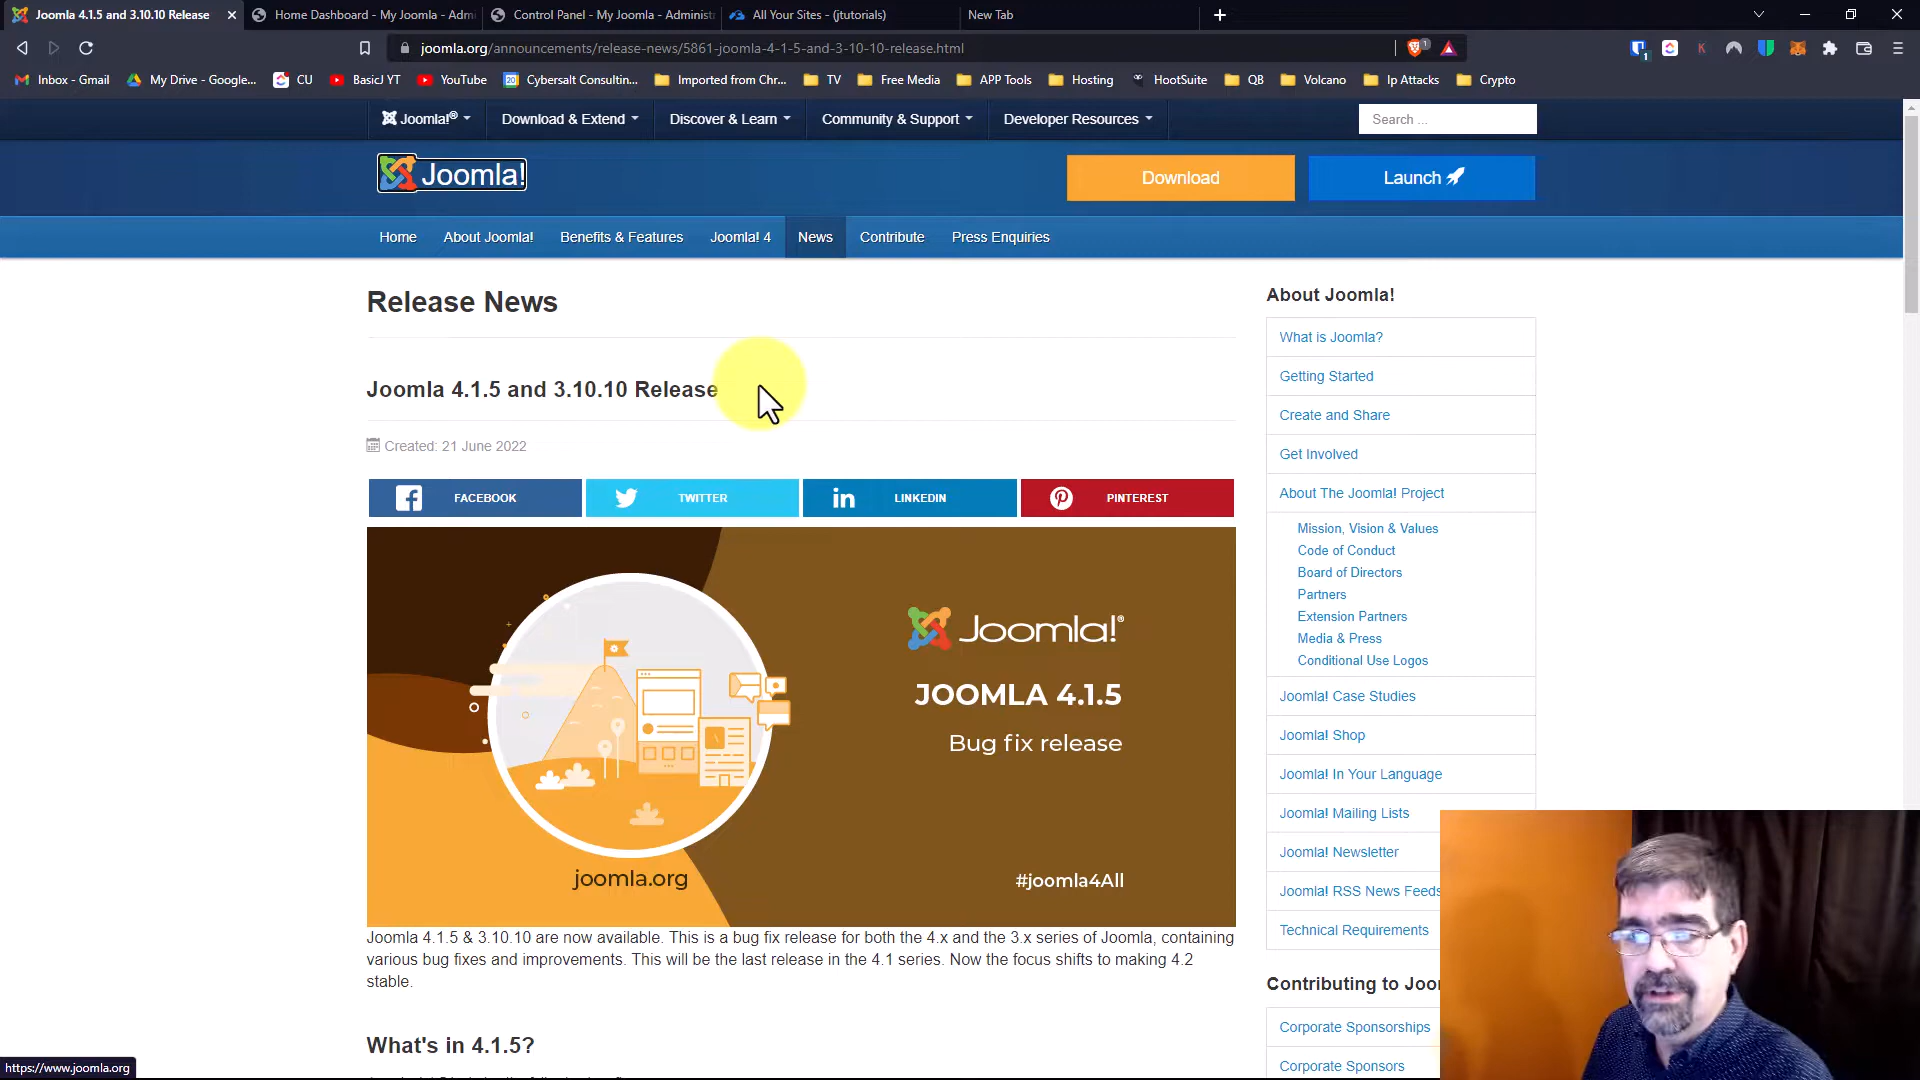 Joomla 4.1.5 and 3.10.10 Release
Home Dashboard - My Joomla - Adm
Control Panel - My Joomla - Administ
All Your Sites - (jtutorials)
New Tab
joomla.org/announcements/release-news/5861-joomla-4-1-5-and-3-10-10-release.html
Inbox - Gmail
My Drive - Google...
CU
BasicJ YT
YouTube
Cybersalt Consultin...
Imported from Chr...
TV
Free Media
APP Tools
Hosting
HootSuite
QB
Volcano
Ip Attacks
Crypto
Joomla!®
Download & Extend
Discover & Learn
Community & Support
Developer Resources
Search ...
Joomla!
Download
Launch
Home
About Joomla!
Benefits & Features
Joomla! 4
News
Contribute
Press Enquiries
Release News
Joomla 4.1.5 and 3.10.10 Release
Created: 21 June 2022
FACEBOOK
TWITTER
LINKEDIN
PINTEREST
Joomla!®
JOOMLA 4.1.5
Bug fix release
joomla.org
#joomla4All
Joomla 4.1.5 & 3.10.10 are now available. This is a bug fix release for both the 4.x and the 3.x series of Joomla, containing
various bug fixes and improvements. This will be the last release in the 4.1 series. Now the focus shifts to making 4.2
stable.
What's in 4.1.5?
About Joomla!
What is Joomla?
Getting Started
Create and Share
Get Involved
About The Joomla! Project
Mission, Vision & Values
Code of Conduct
Board of Directors
Partners
Extension Partners
Media & Press
Conditional Use Logos
Joomla! Case Studies
Joomla! Shop
Joomla! In Your Language
Joomla! Mailing Lists
Joomla! Newsletter
Joomla! RSS News Feeds
Technical Requirements
Contributing to Joo
Corporate Sponsorships
Corporate Sponsors
https://www.joomla.org